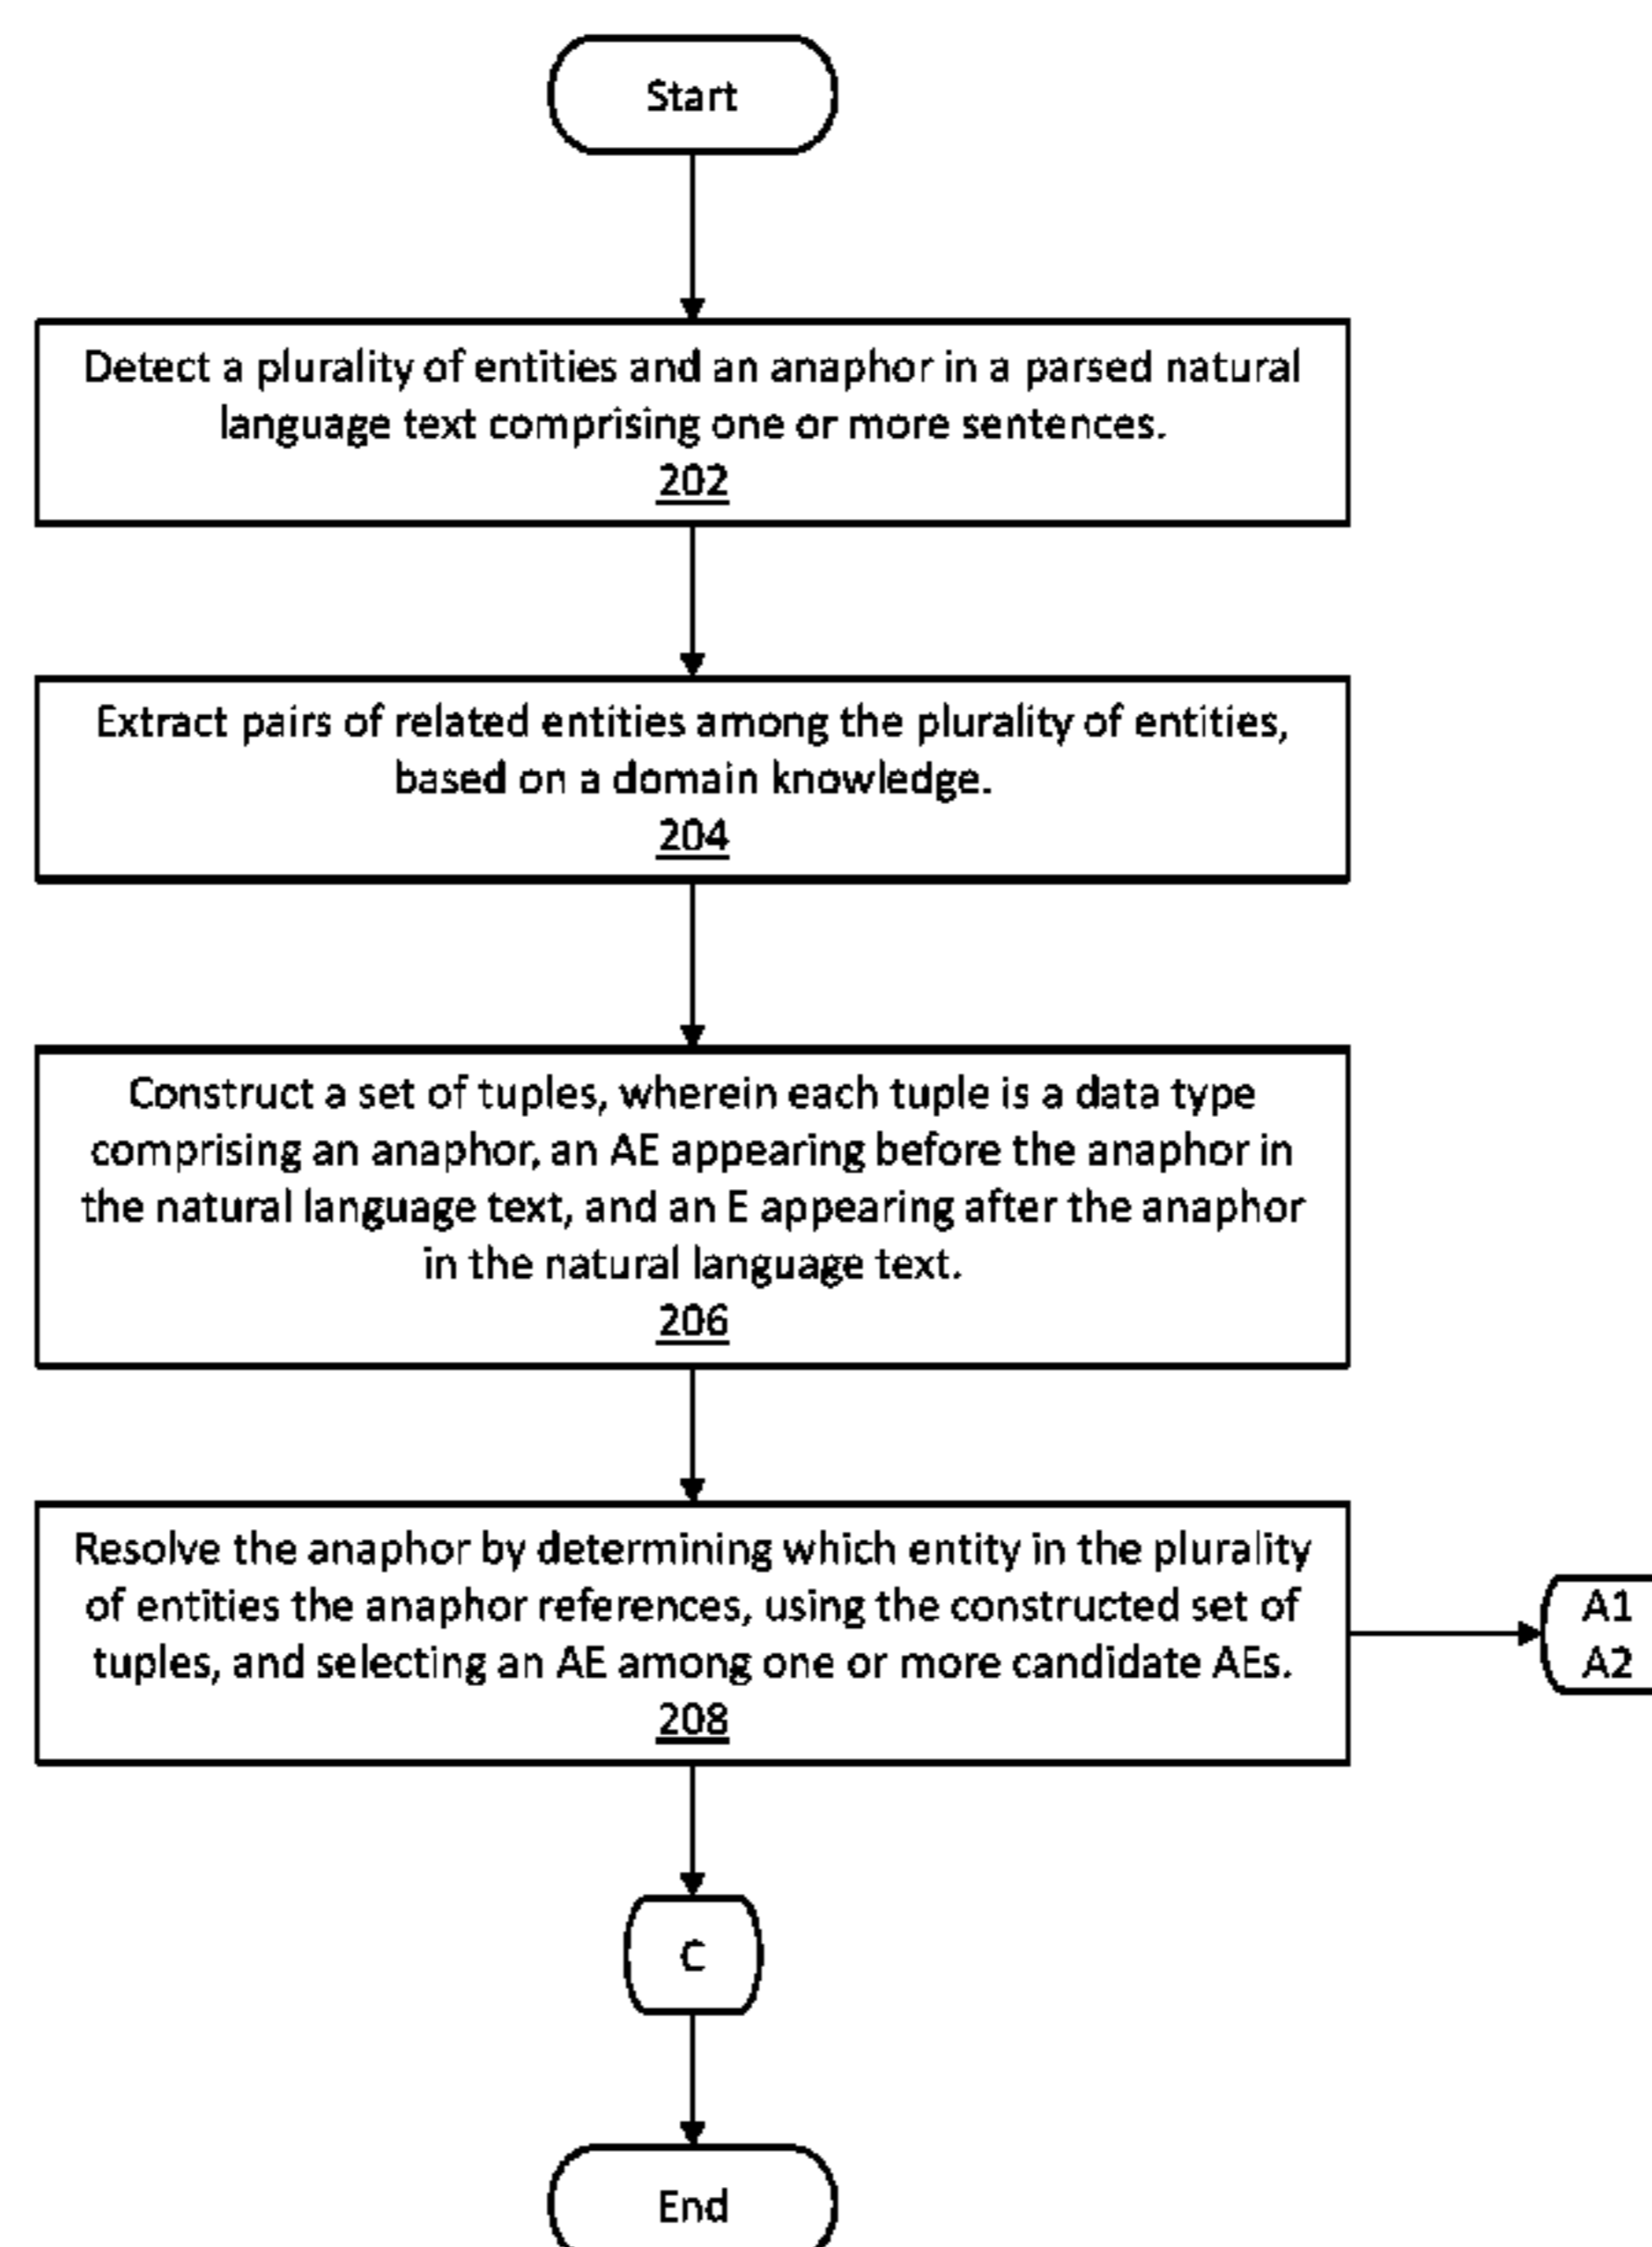 Start
Detect a plurality of entities and an anaphor in a parsed natural
language text comprising one or more sentences.
202
Extract pairs of related entities among the plurality of entities,
based on a domain knowledge.
204
Construct a set of tuples, wherein each tuple is a data type
comprising an anaphor, an AE appearing before the anaphor in
the natural language text, and an E appearing after the anaphor
in the natural language text.
206
Resolve the anaphor by determining which entity in the plurality
of entities the anaphor references, using the constructed set of
tuples, and selecting an AE among one or more candidate AEs.
208
A1
A2
C
End